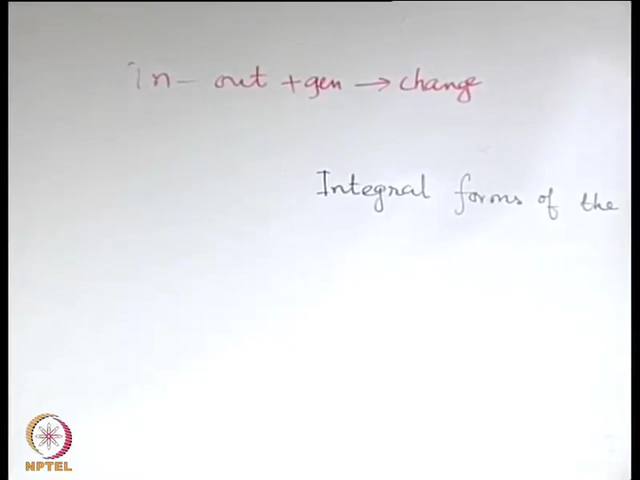 In - out + gen → change
Integral forms of the
NPTEL